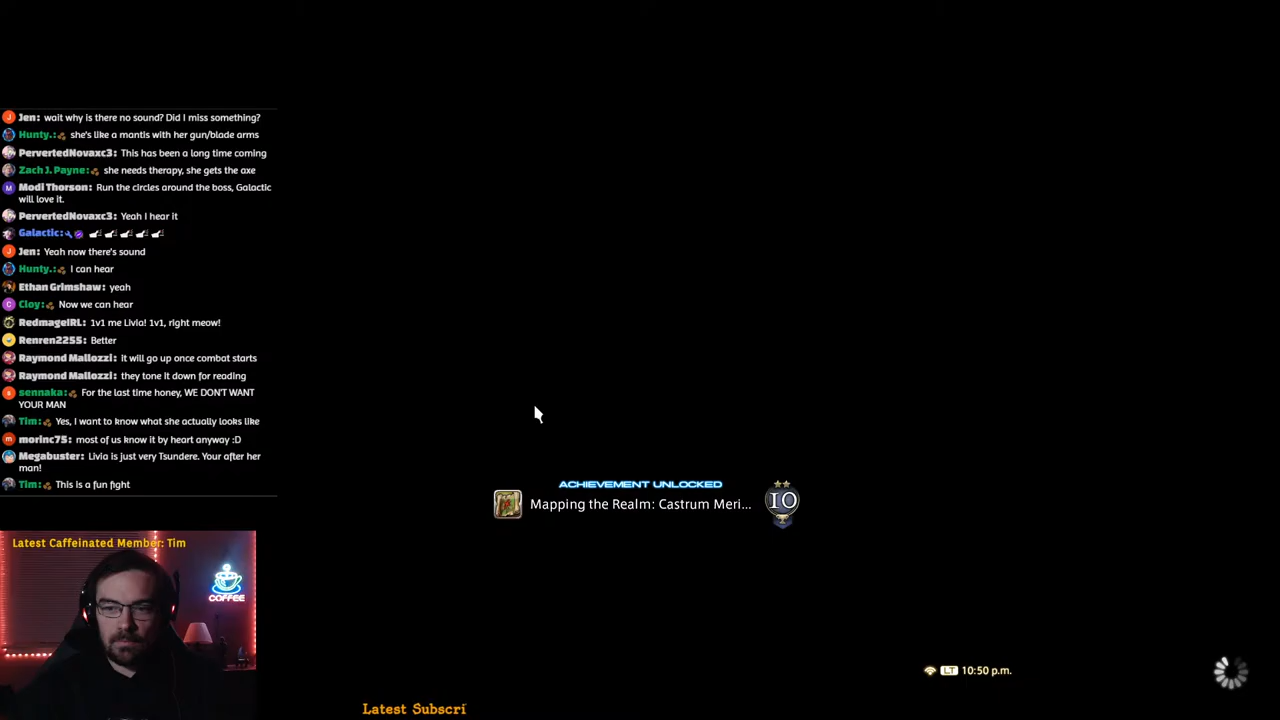 Jen: wait why is there no sound? Did I miss something?
Hunty.: she's like a mantis with her gun/blade arms
PervertedNovaxc3: This has been a long time coming
Zach J. Payne: she needs therapy, she gets the axe
Modi Thorson: Run the circles around the boss, Galactic
will love it.
PervertedNovaxc3: Yeah I hear it
Galactic:
Jen: Yeah now there's sound
Hunty.: I can hear
Ethan Grimshaw: yeah
Cloy: Now we can hear
RedmageIRL: 1v1 me Livia! 1v1, right meow!
Renren2255: Better
Raymond Mallozzi: it will go up once combat starts
Raymond Mallozzi: they tone it down for reading
sennaka: For the last time honey, WE DON'T WANT
YOUR MAN
Tim: Yes, I want to know what she actually looks like
morinc75: most of us know it by heart anyway :D
Megabuster: Livia is just very Tsundere. Your after her
man!
Tim: This is a fun fight
ACHIEVEMENT UNLOCKED
Mapping the Realm: Castrum Meri...
10
Latest Caffeinated Member: Tim
COFFEE
LT 10:50 p.m.
Latest Subscri